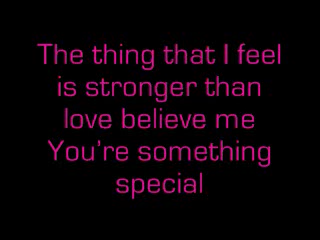 The thing that I feel
is stronger than
love believe me
You're something
special